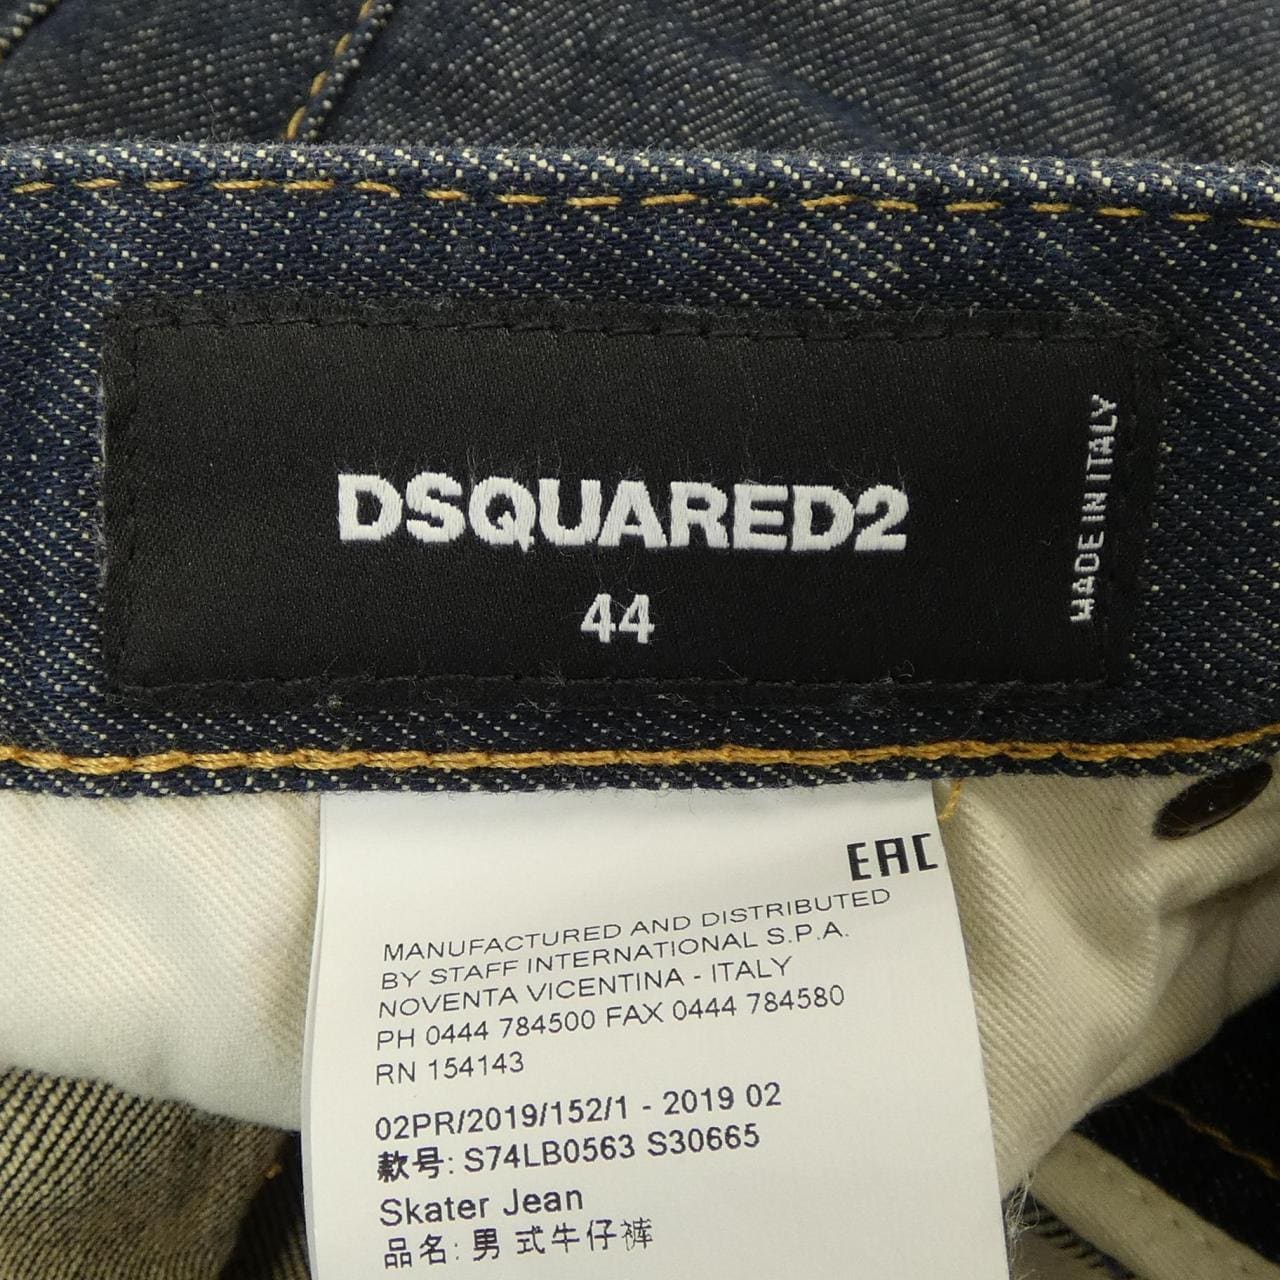 DSQUARED2
44
MADE IN ITALY
EAC
MANUFACTURED AND DISTRIBUTED
BY STAFF INTERNATIONAL S.P.A.
NOVENTA VICENTINA - ITALY
PH 0444 784500 FAX 0444 784580
RN 154143
02PR/2019/152/1 - 2019 02
款号: S74LB0563 S30665
Skater Jean
品名: 男 式牛仔裤